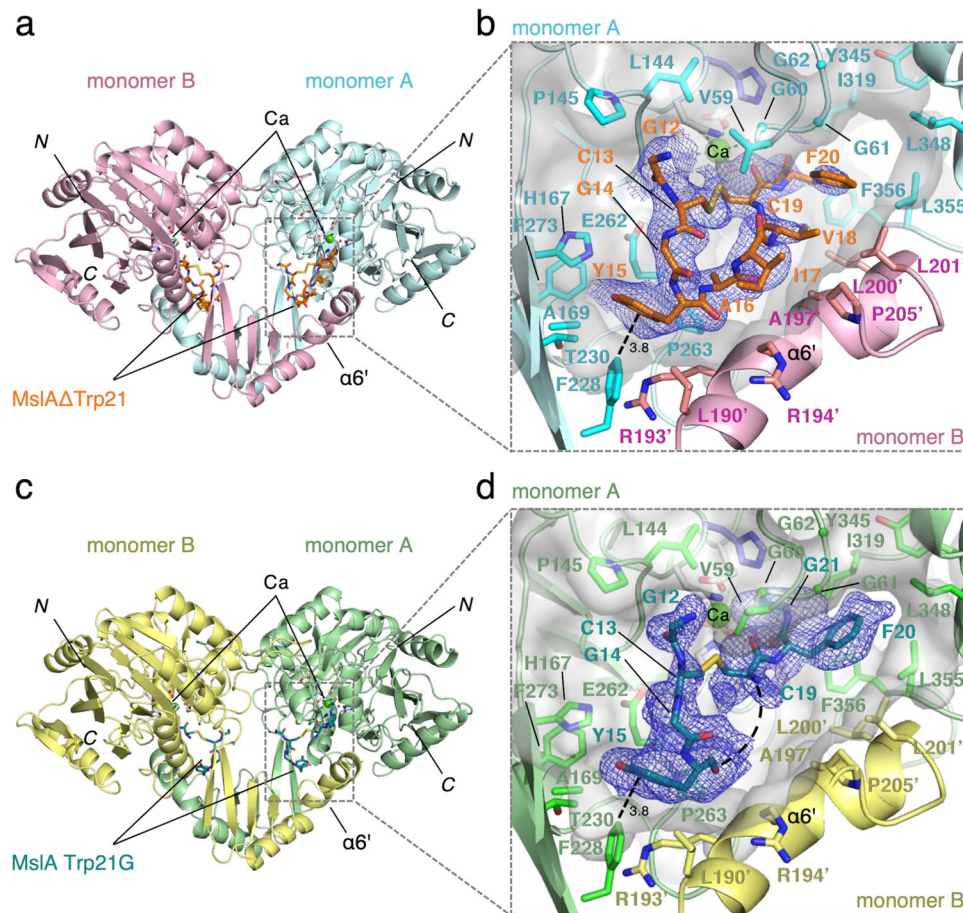 a
monomer B
monomer A
N
Ca
N
C
C
MslAΔTrp21
α6'
b
monomer A
L144
G62
Y345
V59
G60
I319
P145
G12
Ca
C13
F20
G61
L348
G14
H167
E262
C19
F356
L355
F273
V18
Y15
I17
L201'
L200'
A169
A16
A197'
P205'
T230
3.8
P263
α6'
F228
R193'
L190'
R194'
monomer B
c
monomer B
monomer A
N
Ca
N
C
C
MslA Trp21G
α6'
d
monomer A
L144
G62
Y345
G60
I319
P145
V59
G21
G61
G12
Ca
L348
C13
F20
G14
H167
E262
C19
L355
F273
F356
Y15
L200'
L201'
A197'
A169
P205'
T230
3.8
P263
α6'
F228
R193'
L190'
R194'
monomer B